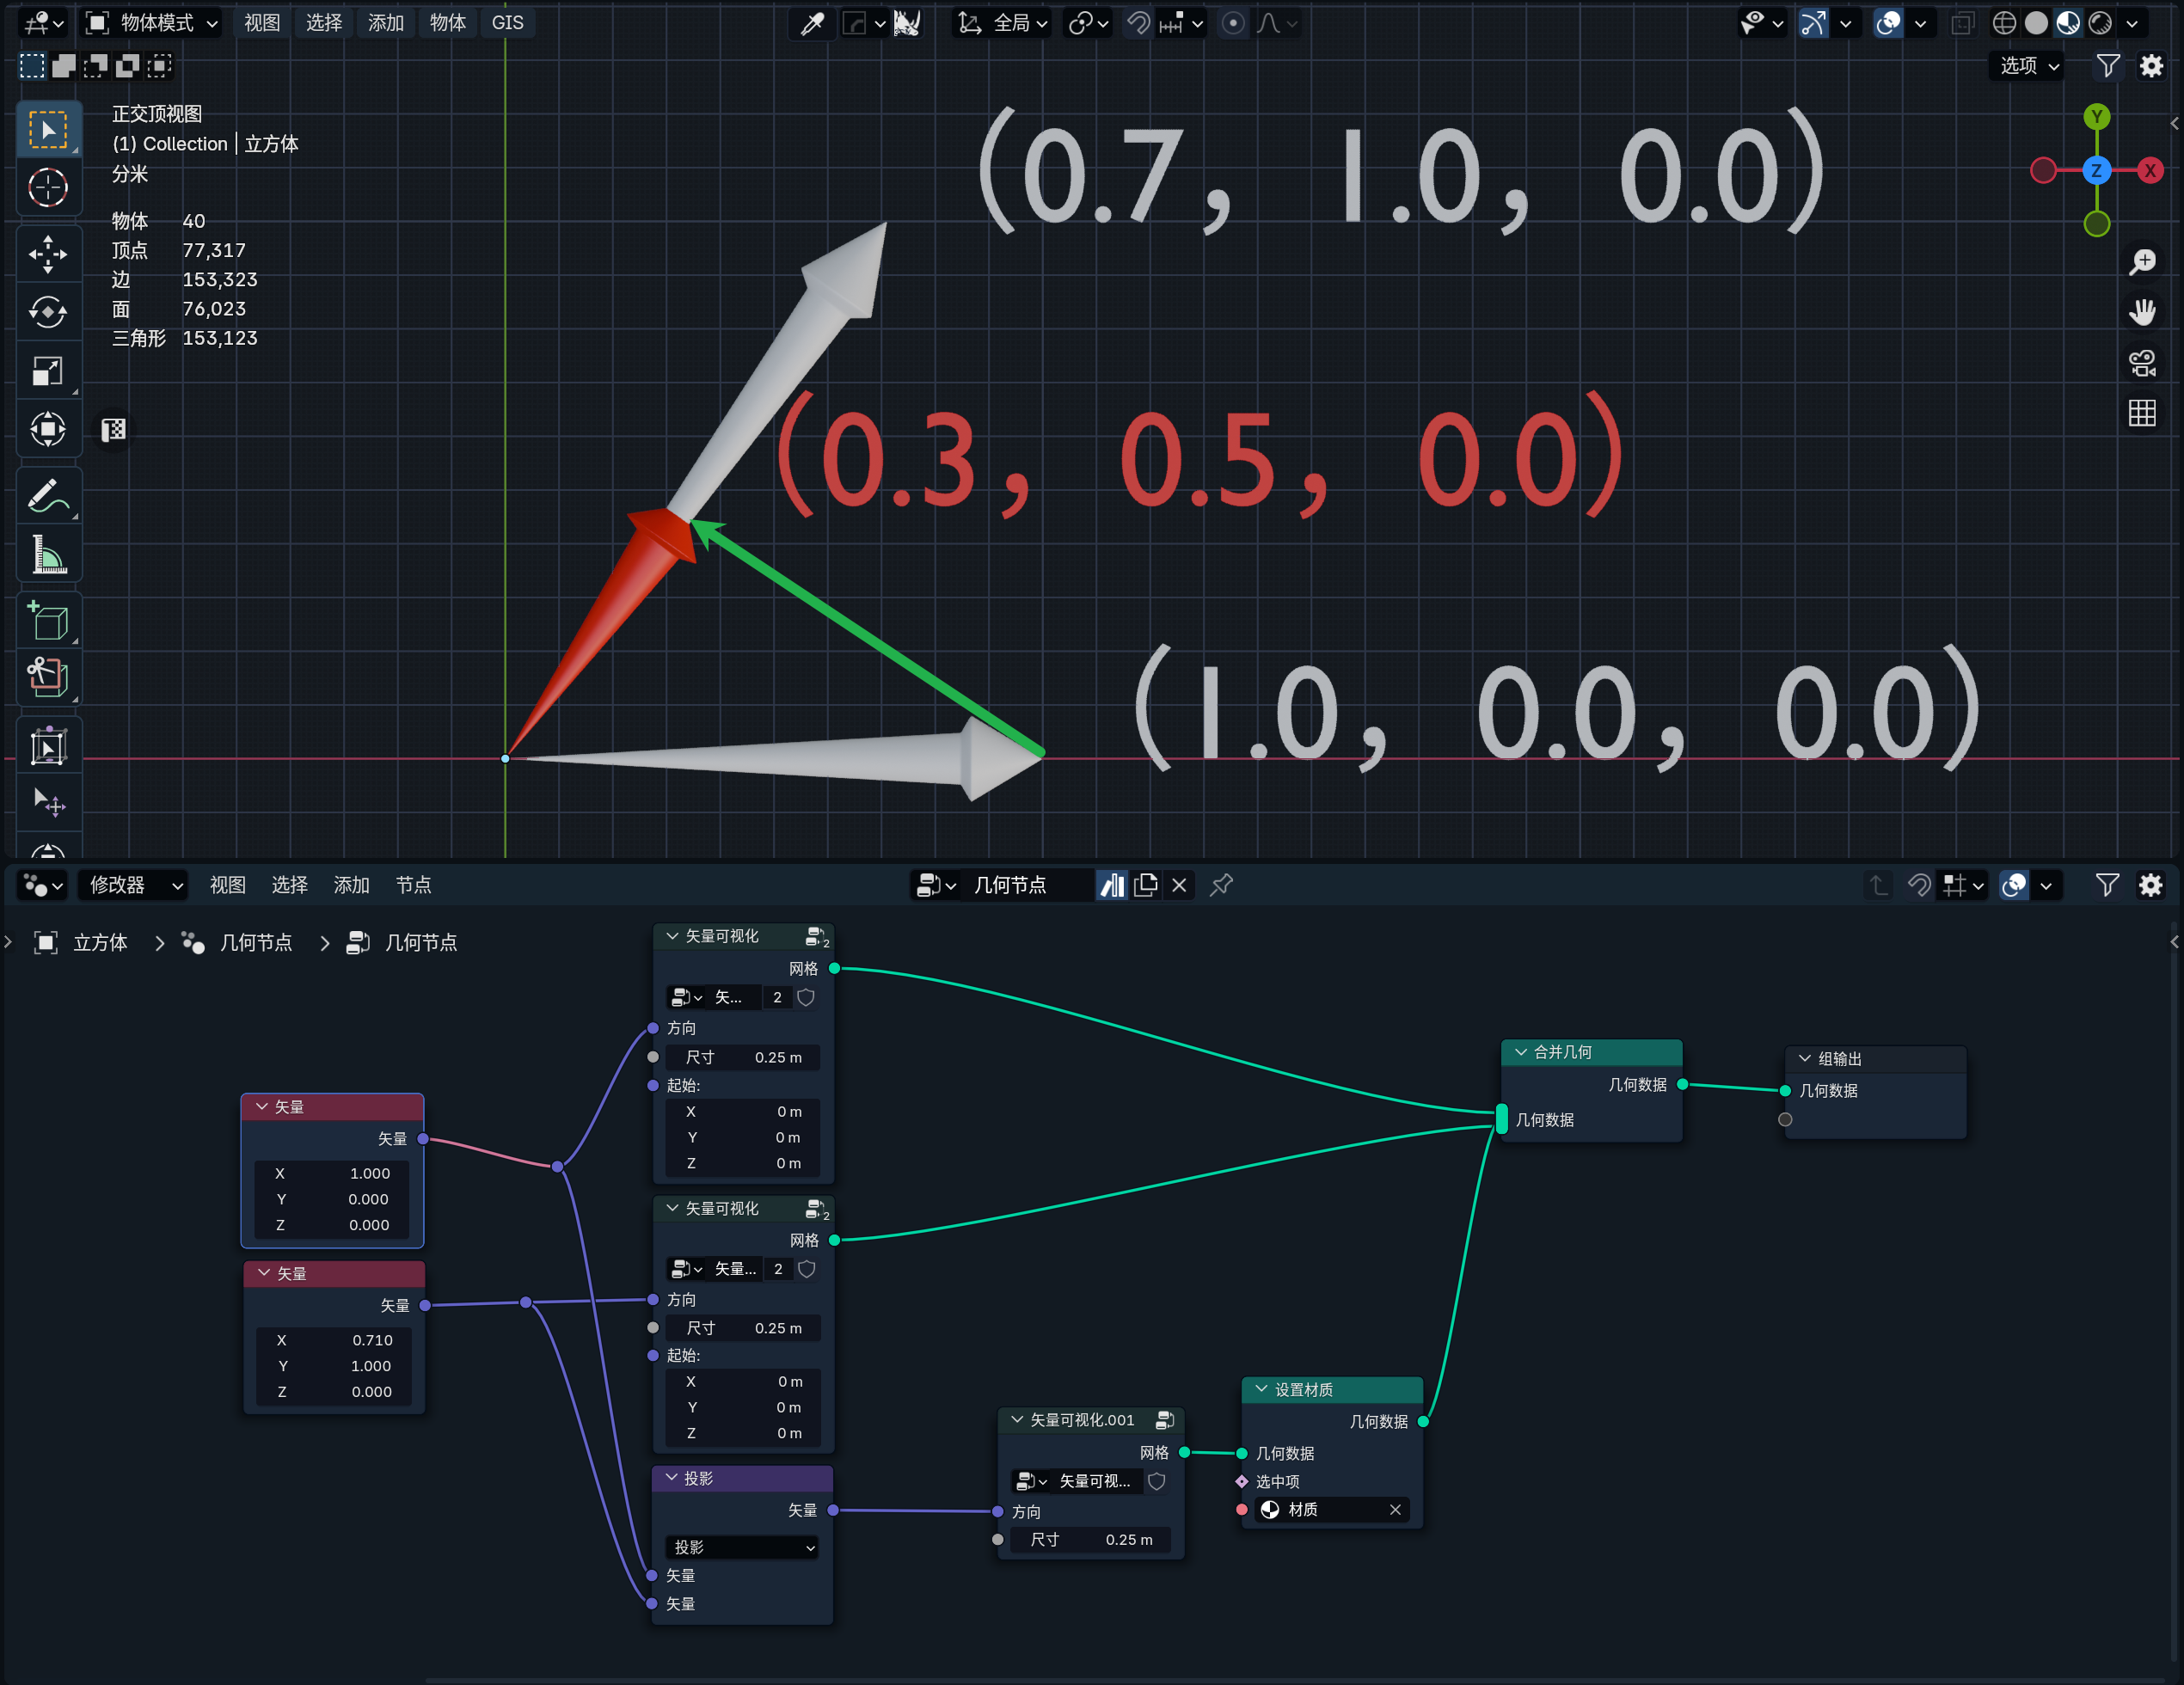 物体模式 视图 选择 添加 物体 GIS 全局
选项
正交顶视图
(1) Collection | 立方体
分米
物体 40
顶点 77,317
边 153,323
面 76,023
三角形 153,123
Y
Z X
(0.7, 1.0, 0.0)
(0.3, 0.5, 0.0)
(1.0, 0.0, 0.0)
修改器 视图 选择 添加 节点 几何节点
立方体 > 几何节点 > 几何节点
矢量可视化 2
网格
矢... 2
方向
尺寸 0.25 m
起始:
X 0 m
Y 0 m
Z 0 m
矢量
矢量
X 1.000
Y 0.000
Z 0.000
矢量
矢量
X 0.710
Y 1.000
Z 0.000
矢量可视化 2
网格
矢量... 2
方向
尺寸 0.25 m
起始:
X 0 m
Y 0 m
Z 0 m
投影
矢量
投影
矢量
矢量
矢量可视化.001
网格
矢量可视...
方向
尺寸 0.25 m
设置材质
几何数据
几何数据
选中项
材质
合并几何
几何数据
几何数据
组输出
几何数据